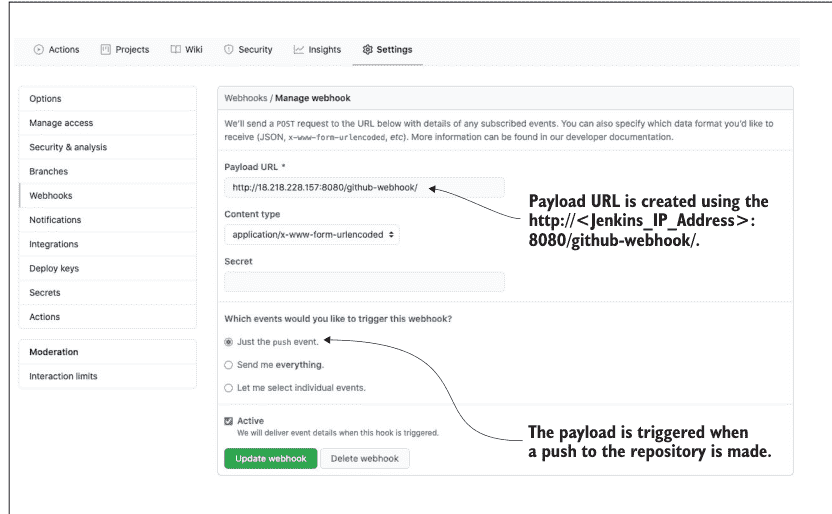 Actions Projects Wiki Security Insights Settings
Options
Manage access
Security & analysis
Branches
Webhooks
Notifications
Integrations
Deploy keys
Secrets
Actions
Moderation
Interaction limits
Webhooks / Manage webhook
We'll send a POST request to the URL below with details of any subscribed events. You can also specify which data format you'd like to
receive (JSON, x-www-form-urlencoded, etc). More information can be found in our developer documentation.
Payload URL *
http://18.218.228.157:8080/github-webhook/
Content type
application/x-www-form-urlencoded
Secret
Which events would you like to trigger this webhook?
Just the push event.
Send me everything.
Let me select individual events.
Active
We will deliver event details when this hook is triggered.
Update webhook Delete webhook
Payload URL is created using the
http://<Jenkins_IP_Address>:
8080/github-webhook/.
The payload is triggered when
a push to the repository is made.